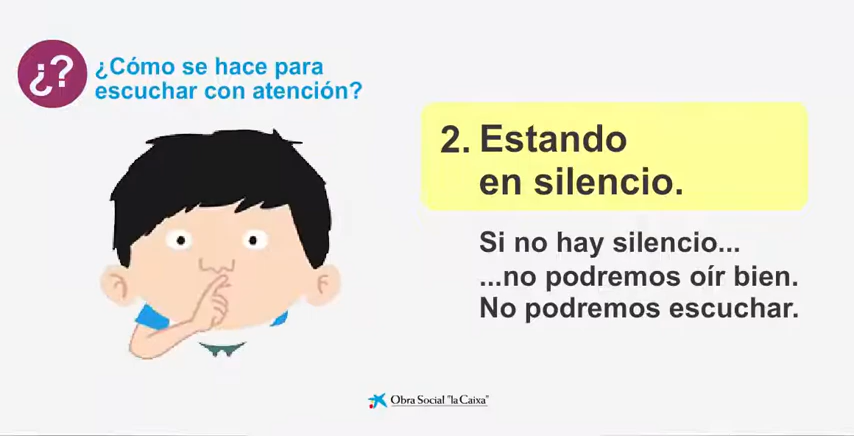 ¿?
¿Cómo se hace para
escuchar con atención?
2. Estando
en silencio.
Si no hay silencio...
...no podremos oír bien.
No podremos escuchar.
Obra Social "la Caixa"